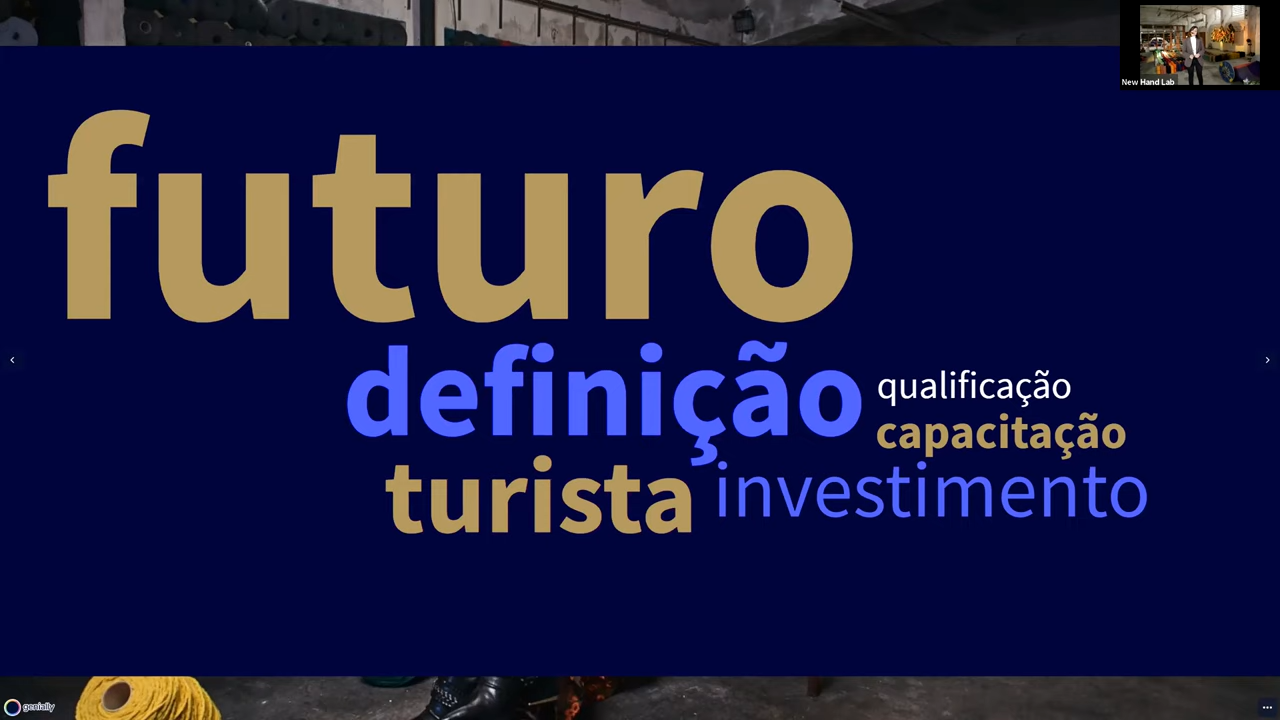 New Hand Lab
futuro
definição
qualificação
capacitação
turista
investimento
genially